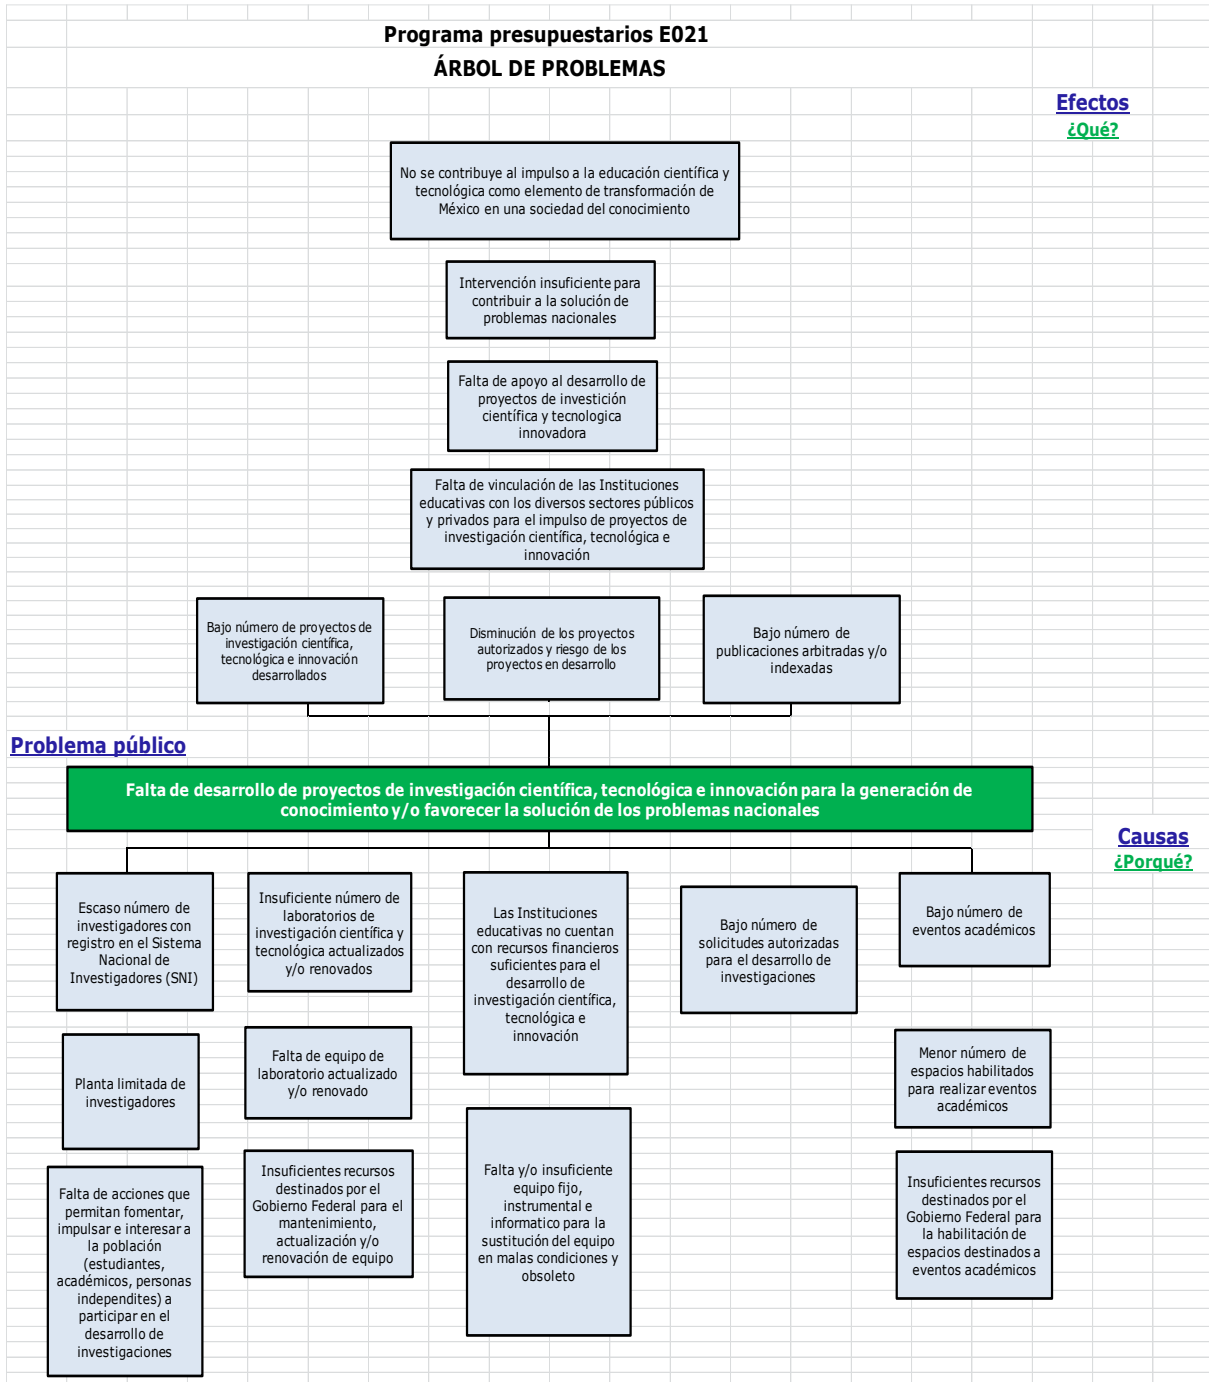 Programa presupuestarios E021
ÁRBOL DE PROBLEMAS
Efectos
¿Qué?
No se contribuye al impulso a la educación científica y
tecnológica como elemento de transformación de
México en una sociedad del conocimiento
Intervención insuficiente para
contribuir a la solución de
problemas nacionales
Falta de apoyo al desarrollo de
proyectos de investición
científica y tecnologica
innovadora
Falta de vinculación de las Instituciones
educativas con los diversos sectores públicos
y privados para el impulso de proyectos de
investigación científica, tecnológica e
innovación
Bajo número de proyectos de
investigación científica,
tecnológica e innovación
desarrollados
Disminución de los proyectos
autorizados y riesgo de los
proyectos en desarrollo
Bajo número de
publicaciones arbitradas y/o
indexadas
Problema público
Falta de desarrollo de proyectos de investigación científica, tecnológica e innovación para la generación de
conocimiento y/o favorecer la solución de los problemas nacionales
Causas
¿Porqué?
Escaso número de
investigadores con
registro en el Sistema
Nacional de
Investigadores (SNI)
Insuficiente número de
laboratorios de
investigación científica y
tecnológica actualizados
y/o renovados
Las Instituciones
educativas no cuentan
con recursos financieros
suficientes para el
desarrollo de
investigación científica,
tecnológica e
innovación
Bajo número de
solicitudes autorizadas
para el desarrollo de
investigaciones
Bajo número de
eventos académicos
Planta limitada de
investigadores
Falta de equipo de
laboratorio actualizado
y/o renovado
Menor número de
espacios habilitados
para realizar eventos
académicos
Falta de acciones que
permitan fomentar,
impulsar e interesar a
la población
(estudiantes,
académicos, personas
independites) a
participar en el
desarrollo de
investigaciones
Insuficientes recursos
destinados por el
Gobierno Federal para el
mantenimiento,
actualización y/o
renovación de equipo
Falta y/o insuficiente
equipo fijo,
instrumental e
informatico para la
sustitución del equipo
en malas condiciones y
obsoleto
Insuficientes recursos
destinados por el
Gobierno Federal para
la habilitación de
espacios destinados a
eventos académicos